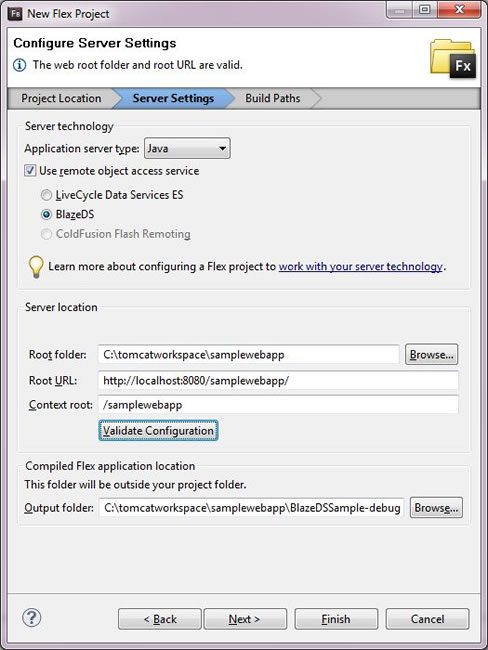 FB New Flex Project
Configure Server Settings
The web root folder and root URL are valid.
Fx
Project Location Server Settings Build Paths
Server technology
Application server type: Java
Use remote object access service
LiveCycle Data Services ES
BlazeDS
ColdFusion Flash Remoting
Learn more about configuring a Flex project to work with your server technology.
Server location
Root folder: C:\tomcatworkspace\samplewebapp Browse...
Root URL: http://localhost:8080/samplewebapp/
Context root: /samplewebapp
Validate Configuration
Compiled Flex application location
This folder will be outside your project folder.
Output folder: C:\tomcatworkspace\samplewebapp\BlazeDSSample-debug Browse...
? < Back Next > Finish Cancel